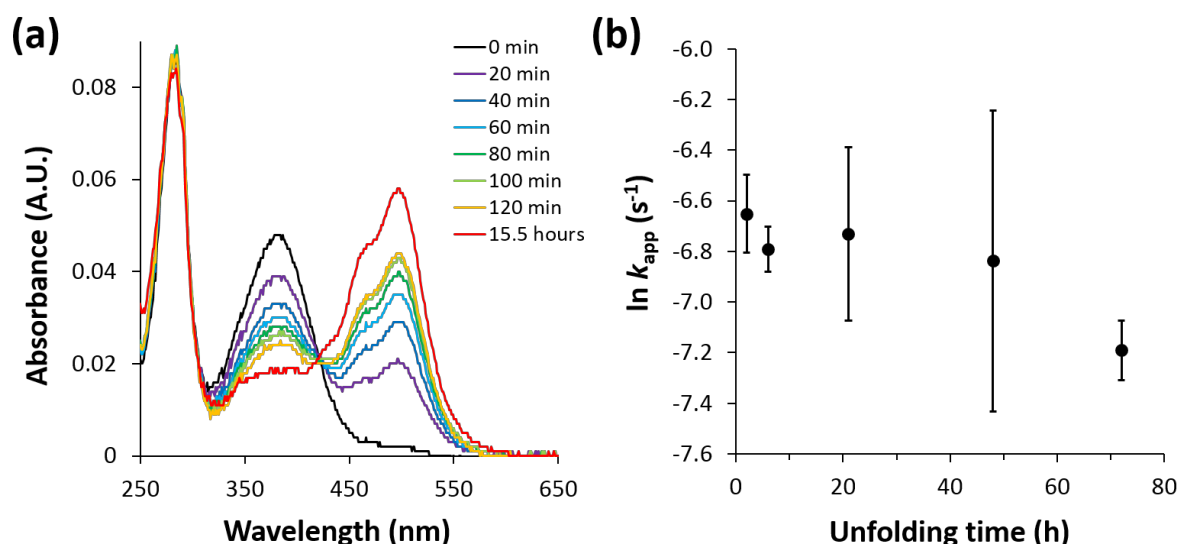 (a)
Absorbance (A.U.)
0.08
0.06
0.04
0.02
0
250
350
450
550
650
Wavelength (nm)
0 min
20 min
40 min
60 min
80 min
100 min
120 min
15.5 hours
(b)
ln kapp (s-1)
-6.0
-6.2
-6.4
-6.6
-6.8
-7.0
-7.2
-7.4
-7.6
0
20
40
60
80
Unfolding time (h)